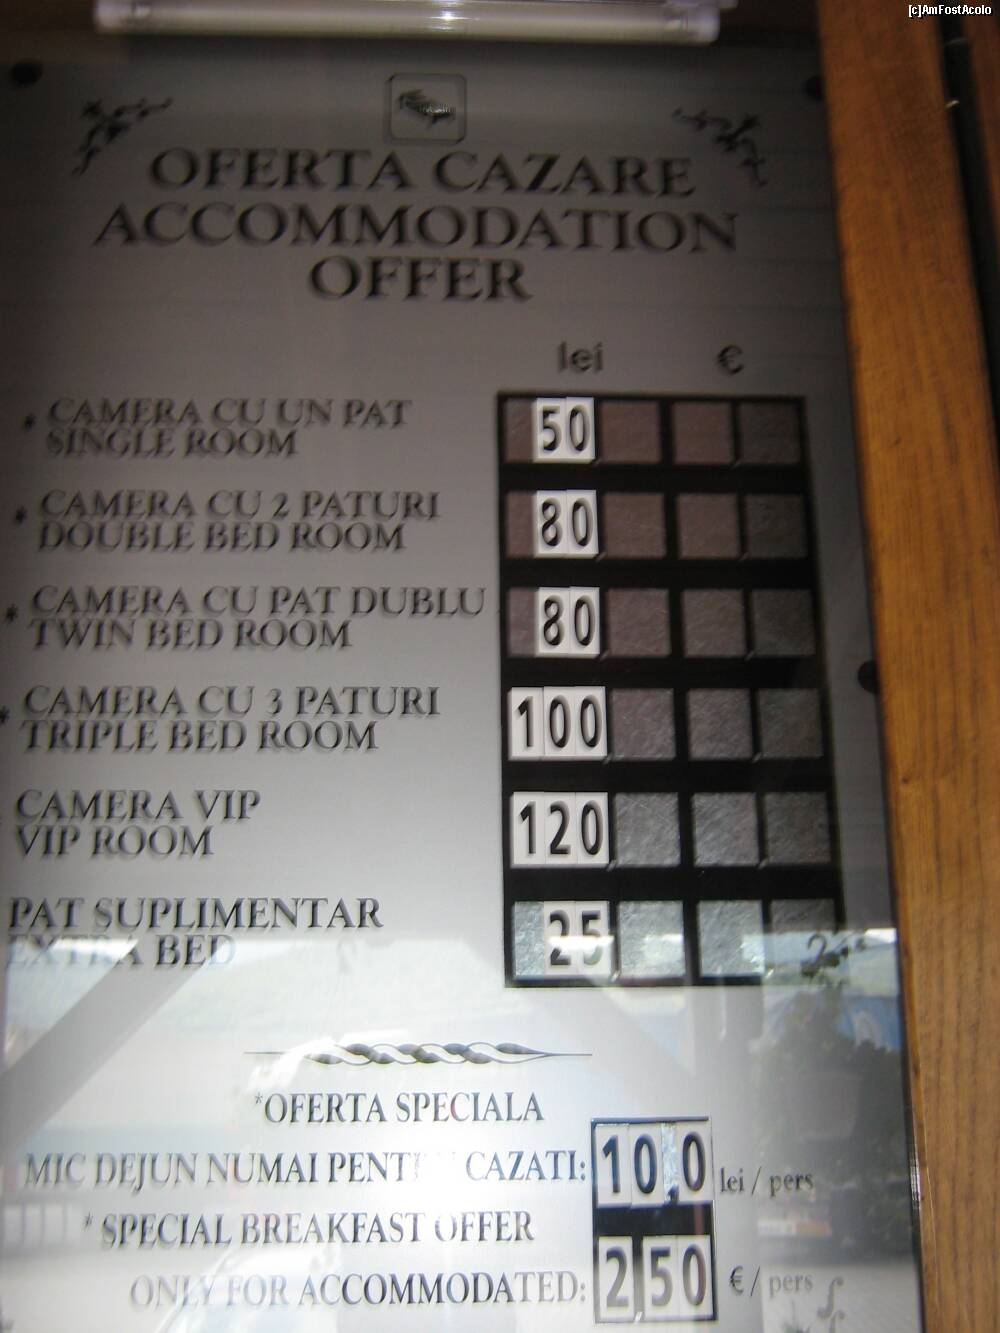 [c]AmFostAcolo
OFERTA CAZARE
ACCOMMODATION
OFFER
lei €
* CAMERA CU UN PAT
SINGLE ROOM 50
* CAMERA CU 2 PATURI
DOUBLE BED ROOM 80
* CAMERA CU PAT DUBLU
TWIN BED ROOM 80
* CAMERA CU 3 PATURI
TRIPLE BED ROOM 100
CAMERA VIP
VIP ROOM 120
PAT SUPLIMENTAR
EXTRA BED 25
*OFERTA SPECIALA
MIC DEJUN NUMAI CAZATI: 10,0 lei / pers
* SPECIAL BREAKFAST OFFER
ONLY FOR ACCOMMODATED: 250 € / pers